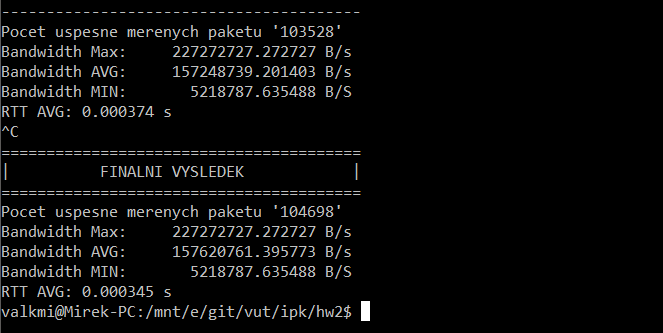 ----------------------------------------
Pocet uspesne merenych paketu '103528'
Bandwidth Max:     227272727.272727 B/s
Bandwidth AVG:     157248739.201403 B/s
Bandwidth MIN:       5218787.635488 B/S
RTT AVG: 0.000374 s
^C
========================================
|          FINALNI VYSLEDEK            |
========================================
Pocet uspesne merenych paketu '104698'
Bandwidth Max:     227272727.272727 B/s
Bandwidth AVG:     157620761.395773 B/s
Bandwidth MIN:       5218787.635488 B/S
RTT AVG: 0.000345 s
valkmi@Mirek-PC:/mnt/e/git/vut/ipk/hw2$